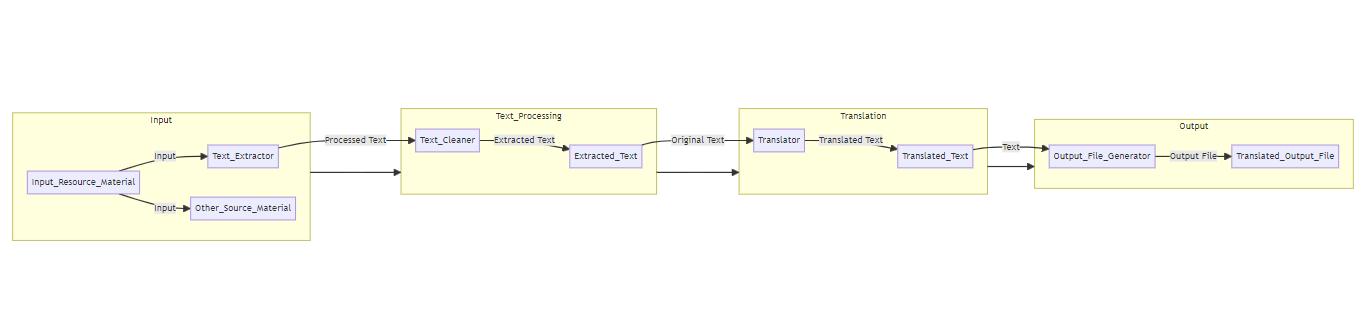 Input
Input
Text_Extractor
Input_Resource_Material
Input
Other_Source_Material
Processed Text
Text_Processing
Text_Cleaner
Extracted Text
Extracted_Text
Original Text
Translation
Translator
Translated Text
Translated_Text
Text
Output
Output_File_Generator
Output File
Translated_Output_File